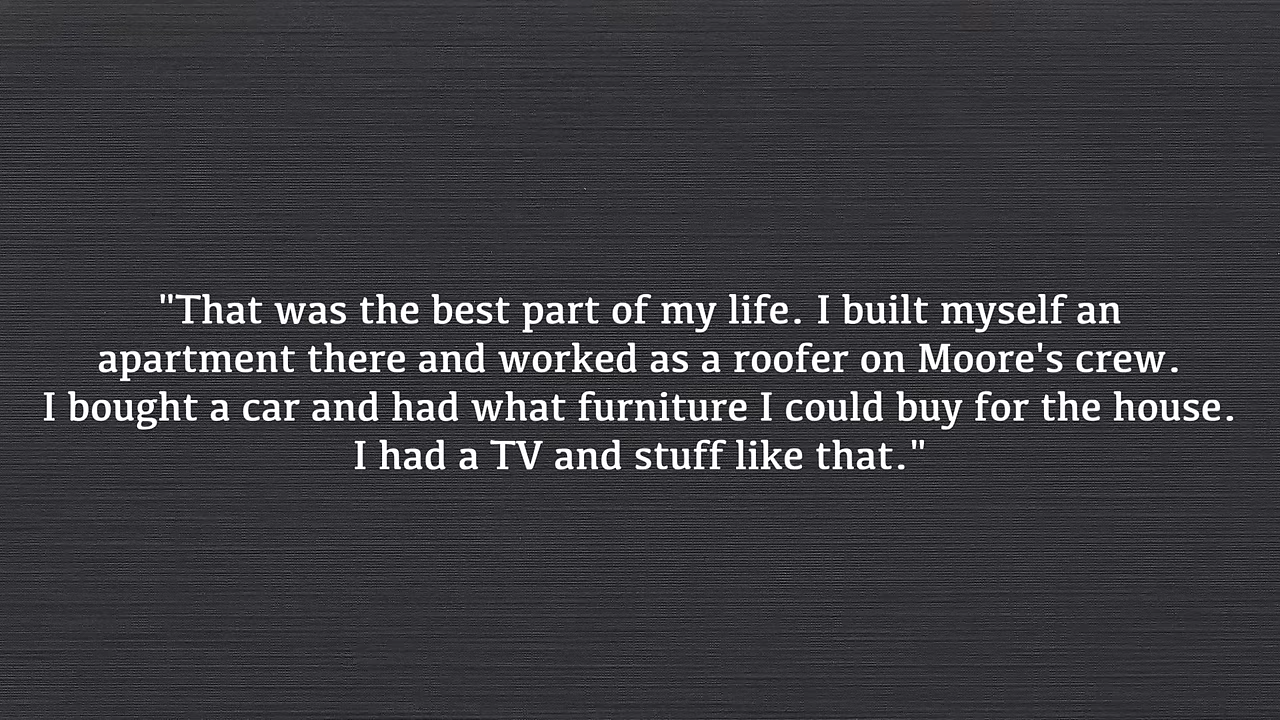 "That was the best part of my life. I built myself an
apartment there and worked as a roofer on Moore's crew.
I bought a car and had what furniture I could buy for the house.
I had a TV and stuff like that."